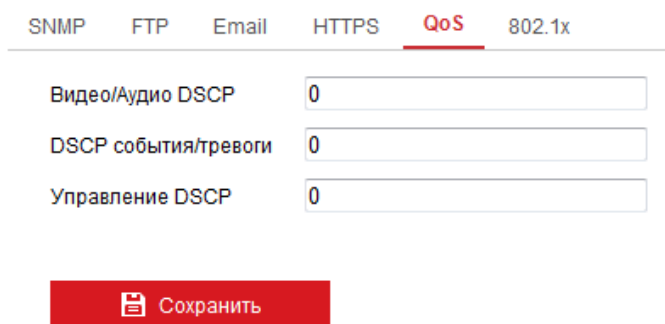 SNMP FTP Email HTTPS QoS 802.1x
Видео/Аудио DSCP 0
DSCP события/тревоги 0
Управление DSCP 0
Сохранить